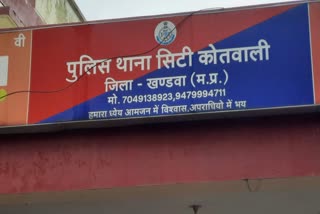 वी
पुलिस थाना सिटी कोतवाली
जिला - खण्डवा (म.प्र.)
मो. 7049138923,9479994711
हमारा ध्येय आमजन में विश्वास,अपराधियो में भय